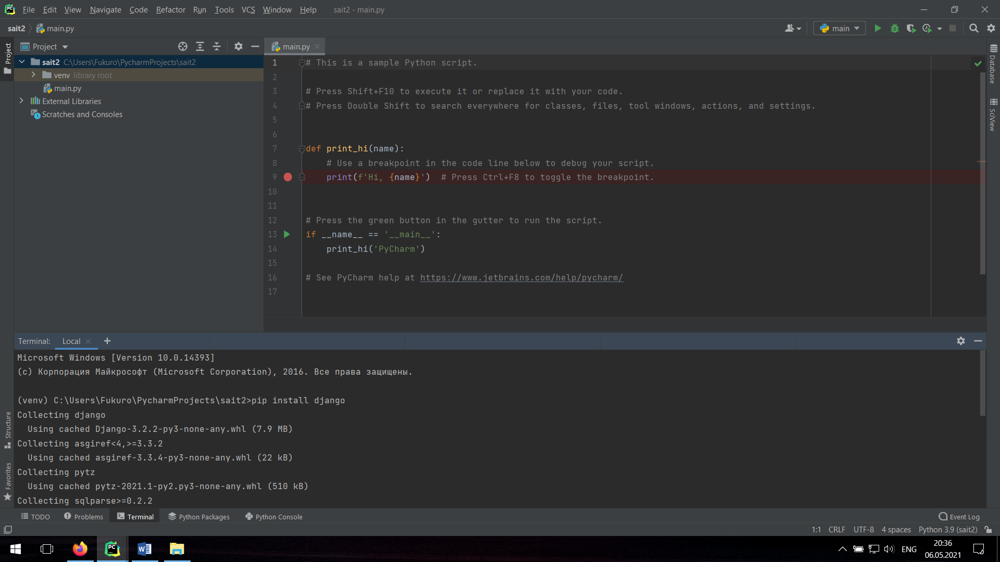 File Edit View Navigate Code Refactor Run Tools VCS Window Help sait2 - main.py
sait2 main.py
main
Project
Project
main.py
sait2 C:\Users\Fukuro\PycharmProjects\sait2
venv library root
main.py
External Libraries
Scratches and Consoles
1 # This is a sample Python script.
2
3 # Press Shift+F10 to execute it or replace it with your code.
4 # Press Double Shift to search everywhere for classes, files, tool windows, actions, and settings.
5
6
7 def print_hi(name):
8 # Use a breakpoint in the code line below to debug your script.
9 print(f'Hi, {name}') # Press Ctrl+F8 to toggle the breakpoint.
10
11
12 # Press the green button in the gutter to run the script.
13 if __name__ == '__main__':
14 print_hi('PyCharm')
15
16 # See PyCharm help at https://www.jetbrains.com/help/pycharm/
17
Database
SciView
Terminal: Local
Microsoft Windows [Version 10.0.14393]
(c) Корпорация Майкрософт (Microsoft Corporation), 2016. Все права защищены.
(venv) C:\Users\Fukuro\PycharmProjects\sait2>pip install django
Collecting django
Using cached Django-3.2.2-py3-none-any.whl (7.9 MB)
Collecting asgiref<4,>=3.3.2
Using cached asgiref-3.3.4-py3-none-any.whl (22 kB)
Collecting pytz
Using cached pytz-2021.1-py2.py3-none-any.whl (510 kB)
Collecting sqlparse>=0.2.2
Structure
Favorites
TODO Problems Terminal Python Packages Python Console Event Log
1:1 CRLF UTF-8 4 spaces Python 3.9 (sait2)
ENG
20:36
06.05.2021